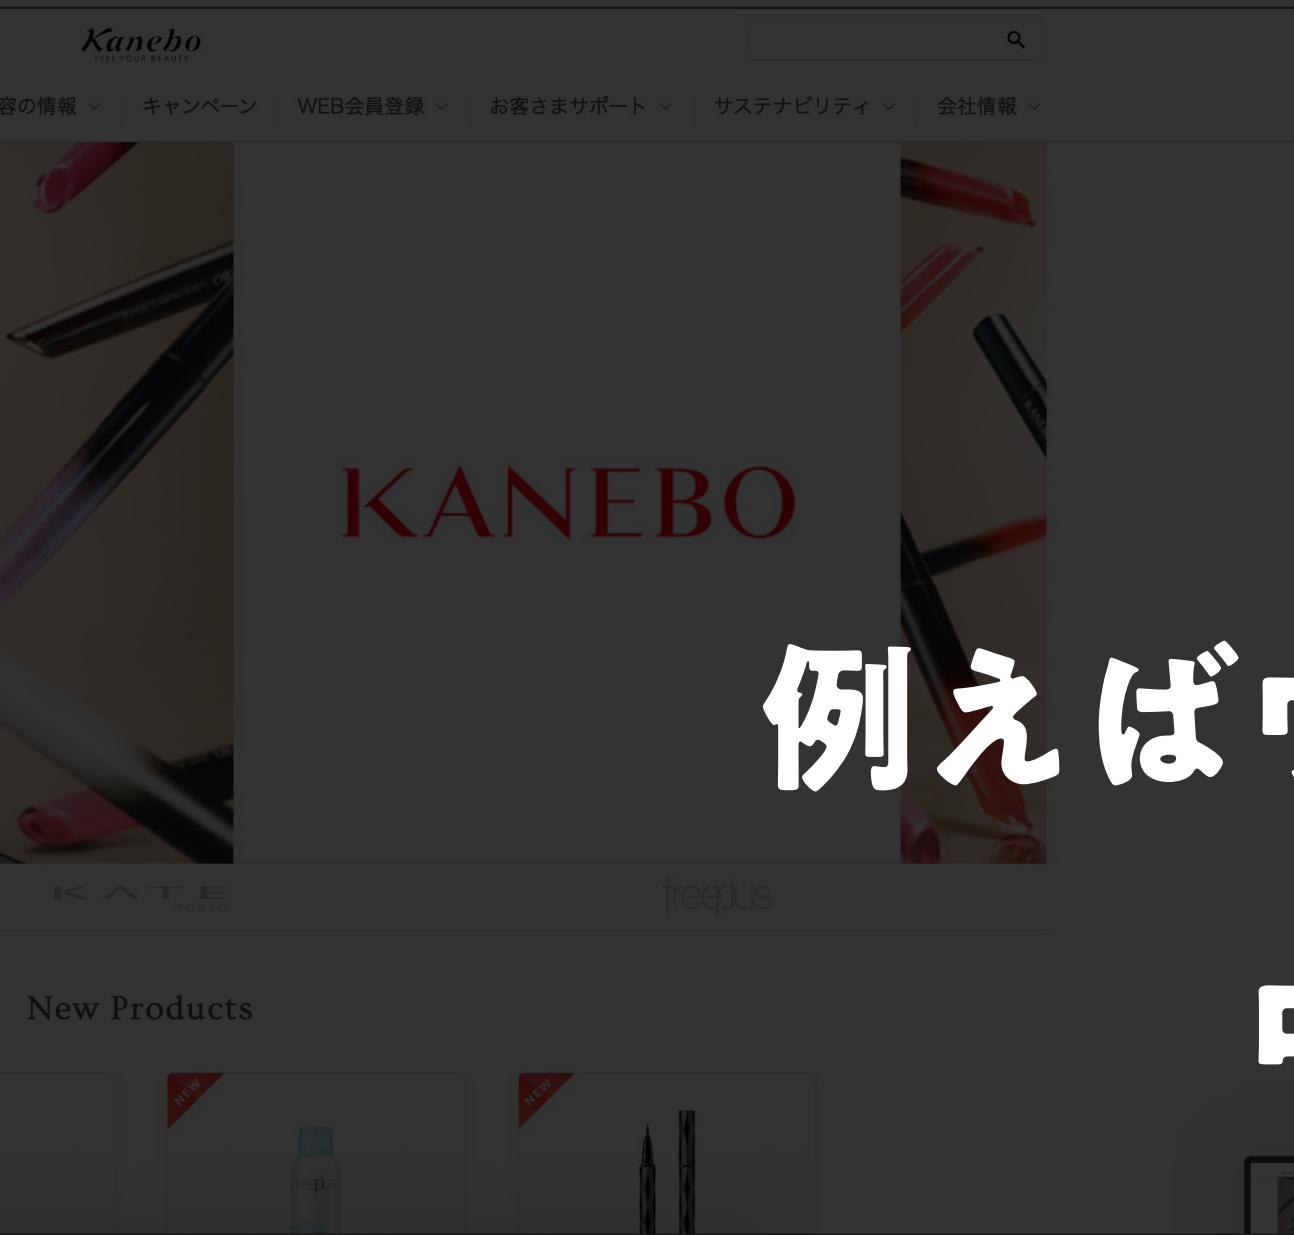 Kanebo
FEEL YOUR BEAUTY
容の情報 キャンペーン WEB会員登録 お客さまサポート サステナビリティ 会社情報
KANEBO
例えば
KATE
TOKYO
freeplus
New Products
NEW
NEW
freeplus